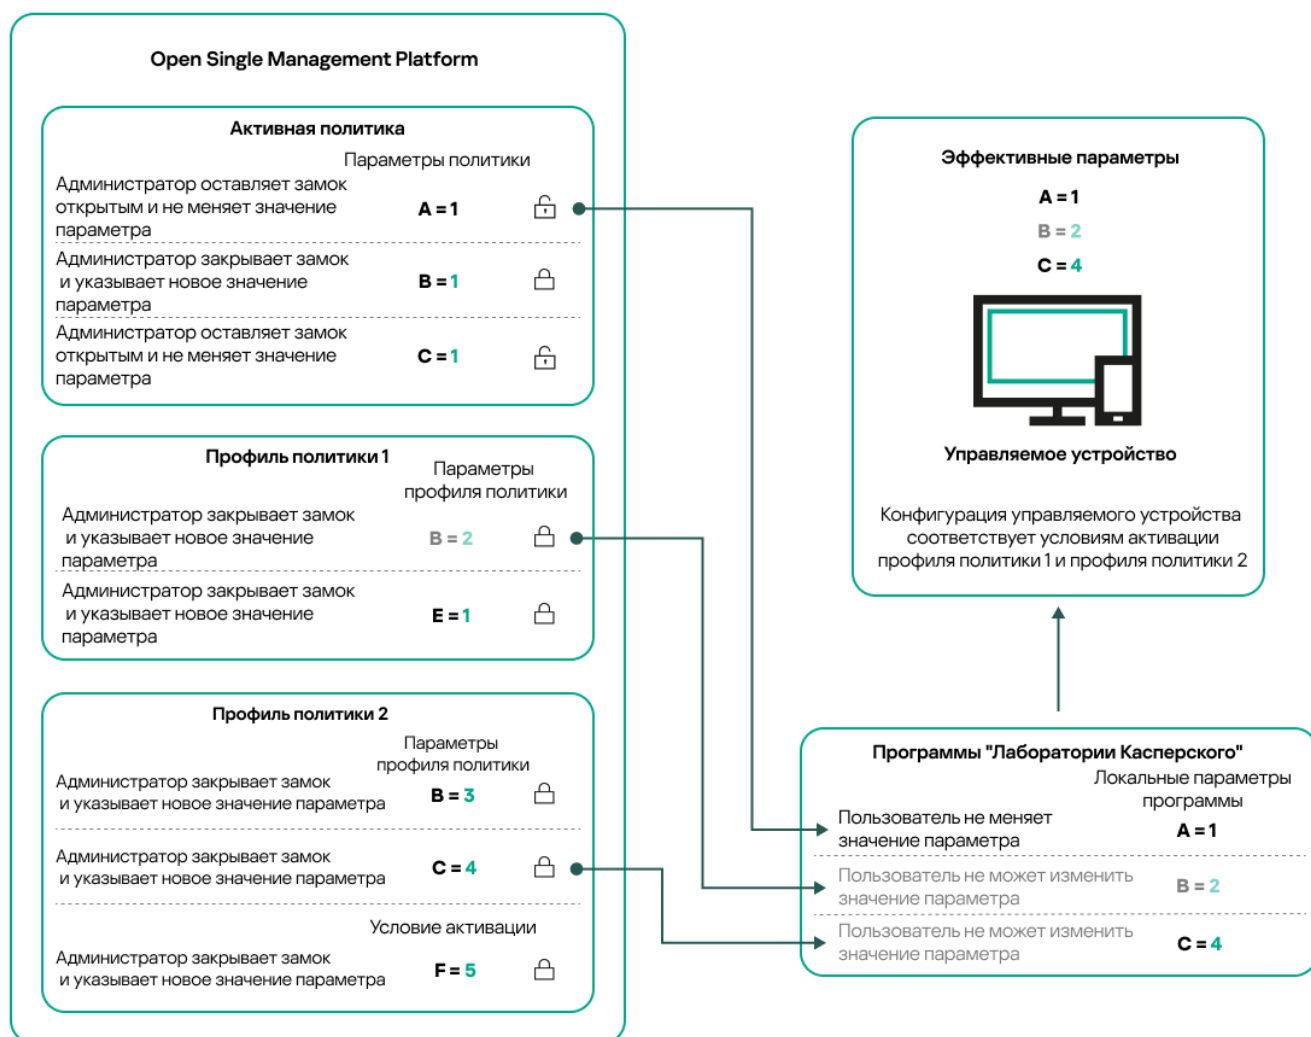 Open Single Management Platform
Активная политика
Параметры политики
Администратор оставляет замок
открытым и не меняет значение
параметра
A = 1
Администратор закрывает замок
и указывает новое значение
параметра
B = 1
Администратор оставляет замок
открытым и не меняет значение
параметра
C = 1
Профиль политики 1
Параметры
профиля политики
Администратор закрывает замок
и указывает новое значение
параметра
B = 2
Администратор закрывает замок
и указывает новое значение
параметра
E = 1
Профиль политики 2
Параметры
профиля политики
Администратор закрывает замок
и указывает новое значение параметра
B = 3
Администратор закрывает замок
и указывает новое значение параметра
C = 4
Условие активации
Администратор закрывает замок
и указывает новое значение параметра
F = 5
Эффективные параметры
A = 1
B = 2
C = 4
Управляемое устройство
Конфигурация управляемого устройства
соответствует условиям активации
профиля политики 1 и профиля политики 2
Программы "Лаборатории Касперского"
Локальные параметры
программы
Пользователь не меняет
значение параметра
A = 1
Пользователь не может изменить
значение параметра
B = 2
Пользователь не может изменить
значение параметра
C = 4